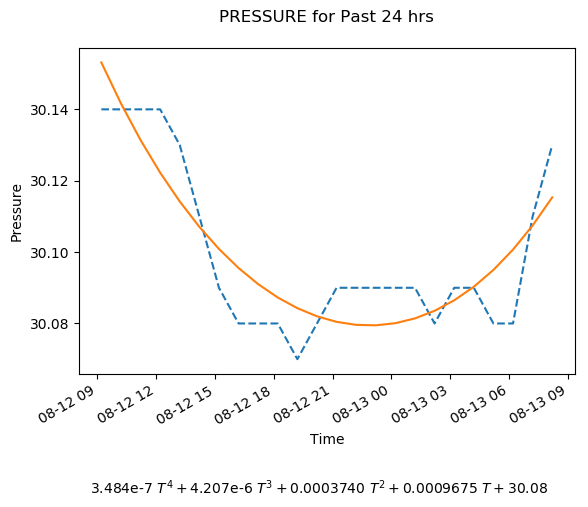 PRESSURE for Past 24 hrs
30.14
30.12
30.10
30.08
Pressure
08-12 09 08-12 12 08-12 15 08-12 18 08-12 21 08-13 00 08-13 03 08-13 06 08-13 09
Time
3.484e-7 T⁴ + 4.207e-6 T³ + 0.0003740 T² + 0.0009675 T + 30.08